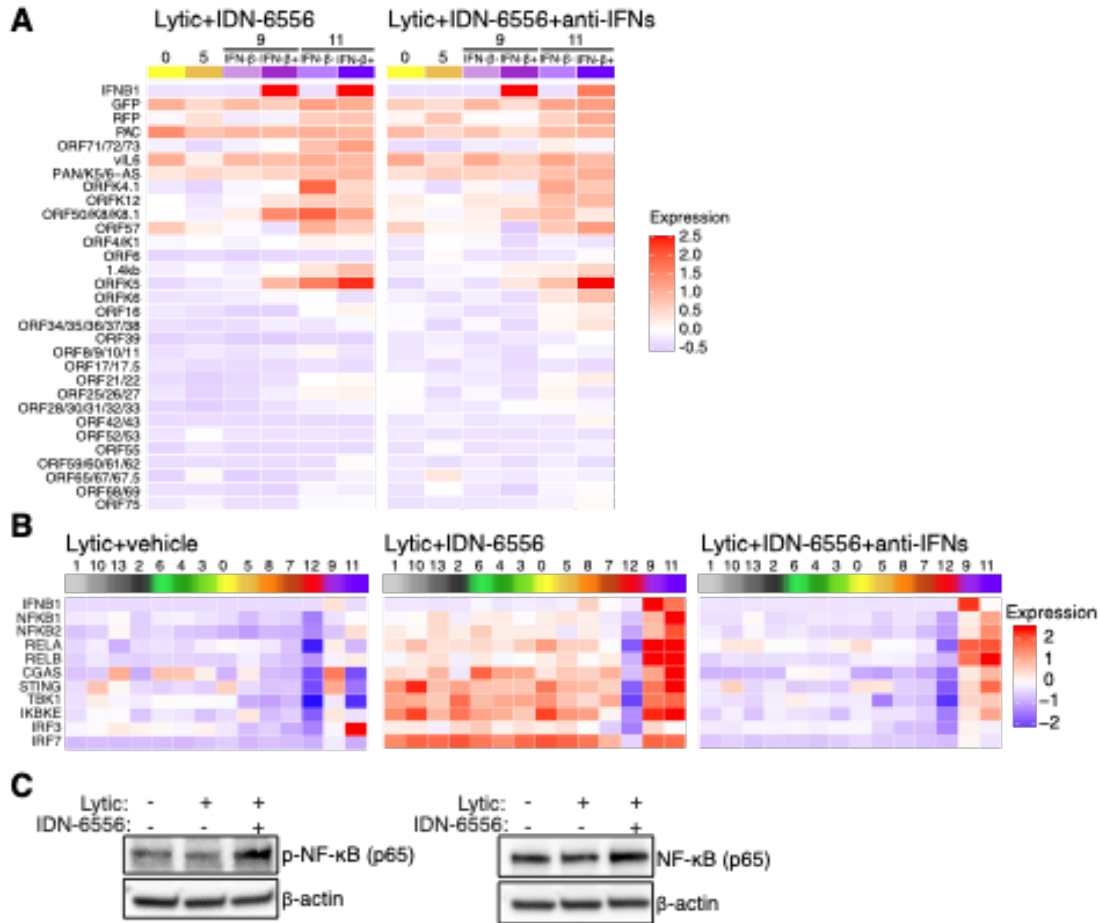 A
Lytic+IDN-6556
Lytic+IDN-6556+anti-IFNs
9 11 9 11
0 5 IFN-β- IFN-β+ IFN-β- IFN-β+ 0 5 IFN-β- IFN-β+ IFN-β- IFN-β+
IFNB1
GFP
RFP
PAC
ORF71/72/73
vIL6
PAN/K5/6-AS
ORFK4.1
ORFK12
ORF50/K8/K8.1
ORF57
ORF4/K1
ORF6
1.4kb
ORFK5
ORFK6
ORF16
ORF34/35/36/37/38
ORF39
ORF8/9/10/11
ORF17/17.5
ORF21/22
ORF25/26/27
ORF28/30/31/32/33
ORF42/43
ORF52/53
ORF55
ORF59/60/61/62
ORF65/67/67.5
ORF68/69
ORF75
Expression
2.5
2.0
1.5
1.0
0.5
0.0
-0.5
B
Lytic+vehicle
Lytic+IDN-6556
Lytic+IDN-6556+anti-IFNs
1 10 13 2 6 4 3 0 5 8 7 12 9 11
1 10 13 2 6 4 3 0 5 8 7 12 9 11
1 10 13 2 6 4 3 0 5 8 7 12 9 11
IFNB1
NFKB1
NFKB2
RELA
RELB
CGAS
STING
TBK1
IKBKE
IRF3
IRF7
Expression
2
1
0
-1
-2
C
Lytic: - + +
IDN-6556: - - +
p-NF-κB (p65)
β-actin
Lytic: - + +
IDN-6556: - - +
NF-κB (p65)
β-actin